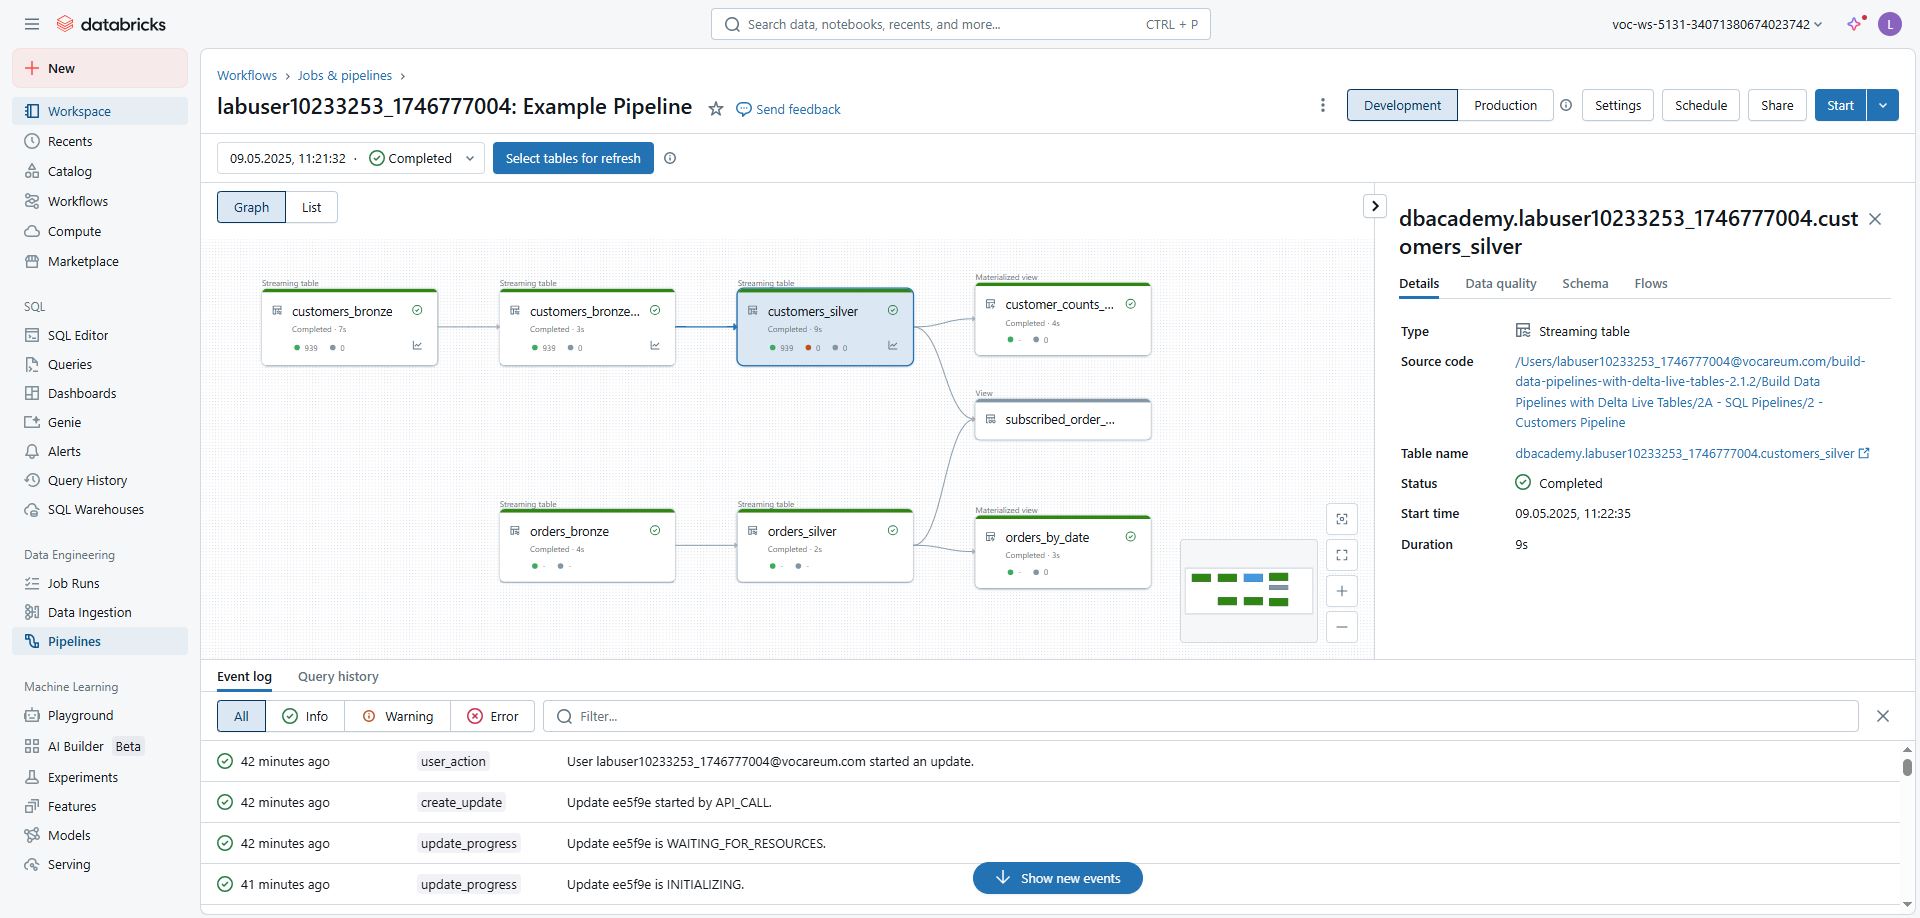 databricks
Search data, notebooks, recents, and more...
CTRL + P
voc-ws-5131-34071380674023742
L
New
Workspace
Recents
Catalog
Workflows
Compute
Marketplace
SQL
SQL Editor
Queries
Dashboards
Genie
Alerts
Query History
SQL Warehouses
Data Engineering
Job Runs
Data Ingestion
Pipelines
Machine Learning
Playground
AI Builder Beta
Experiments
Features
Models
Serving
Workflows › Jobs & pipelines ›
labuser10233253_1746777004: Example Pipeline
Send feedback
Development
Production
Settings
Schedule
Share
Start
09.05.2025, 11:21:32 · Completed
Select tables for refresh
Graph
List
Streaming table
customers_bronze
Completed · 7s
939 0
Streaming table
customers_bronze...
Completed · 3s
939 0
Streaming table
customers_silver
Completed · 9s
939 0 0
Materialized view
customer_counts_...
Completed · 4s
- 0
View
subscribed_order_...
Streaming table
orders_bronze
Completed · 4s
- -
Streaming table
orders_silver
Completed · 2s
- -
Materialized view
orders_by_date
Completed · 3s
- 0
dbacademy.labuser10233253_1746777004.cust
omers_silver
Details
Data quality
Schema
Flows
Type
Streaming table
Source code
/Users/labuser10233253_1746777004@vocareum.com/build-
data-pipelines-with-delta-live-tables-2.1.2/Build Data
Pipelines with Delta Live Tables/2A - SQL Pipelines/2 -
Customers Pipeline
Table name
dbacademy.labuser10233253_1746777004.customers_silver
Status
Completed
Start time
09.05.2025, 11:22:35
Duration
9s
Event log
Query history
All
Info
Warning
Error
Filter...
42 minutes ago user_action User labuser10233253_1746777004@vocareum.com started an update.
42 minutes ago create_update Update ee5f9e started by API_CALL.
42 minutes ago update_progress Update ee5f9e is WAITING_FOR_RESOURCES.
41 minutes ago update_progress Update ee5f9e is INITIALIZING.
Show new events